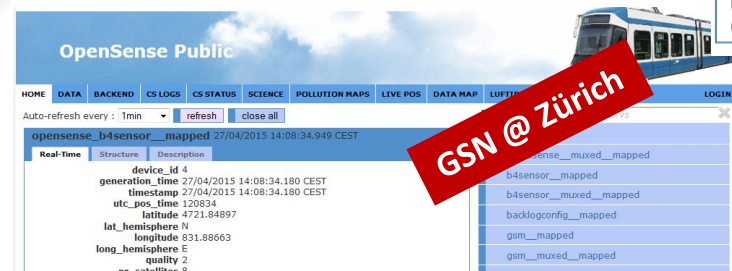 OpenSense Public
HOME DATA BACKEND CS LOGS CS STATUS SCIENCE POLLUTION MAPS LIVE POS DATA MAP LOGIN
Auto-refresh every : 1min refresh close all
opensense_b4sensor__mapped 27/04/2015 14:08:34.949 CEST
Real-Time Structure Description
device_id 4
generation_time 27/04/2015 14:08:34.180 CEST
timestamp 27/04/2015 14:08:34.180 CEST
utc_pos_time 120834
latitude 4721.84897
lat_hemisphere N
longitude 831.88663
long_hemisphere E
quality 2
GSN @ Zürich
b4sensor__mapped
b4sensor__muxed__mapped
backlogconfig__mapped
gsm__mapped
gsm__muxed__mapped